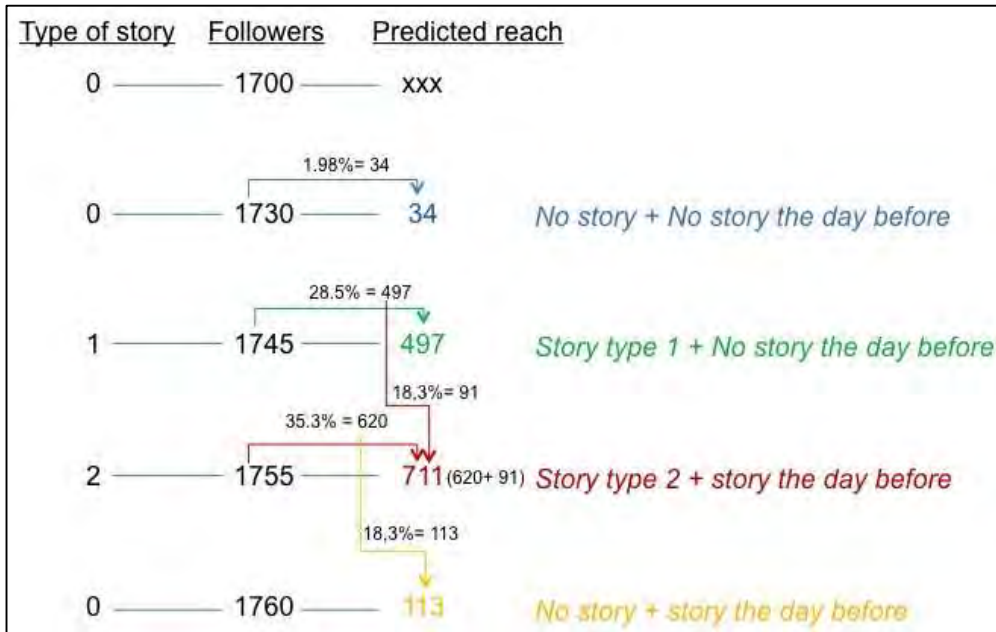 Type of story Followers Predicted reach
0 1700 xxx
1.98%= 34
0 1730 34 No story + No story the day before
28.5% = 497
1 1745 497 Story type 1 + No story the day before
18,3%= 91
35.3% = 620
2 1755 711 (620+ 91) Story type 2 + story the day before
18,3%= 113
0 1760 113 No story + story the day before